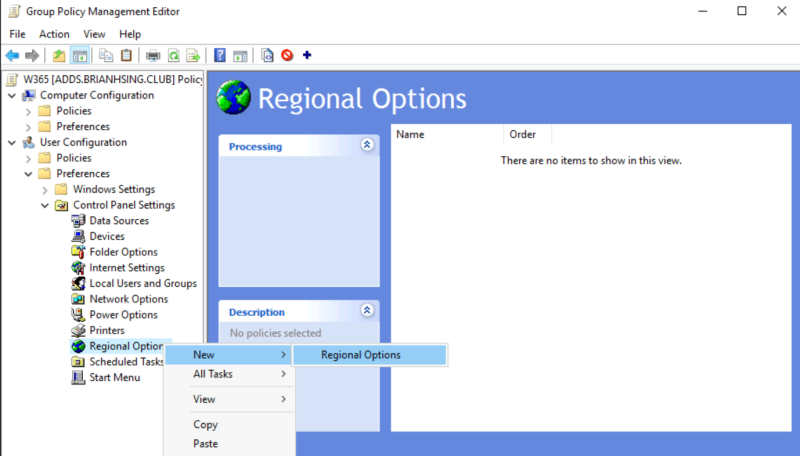 Group Policy Management Editor
File Action View Help
W365 [ADDS.BRIANHSING.CLUB] Policy
Computer Configuration
Policies
Preferences
User Configuration
Policies
Preferences
Windows Settings
Control Panel Settings
Data Sources
Devices
Folder Options
Internet Settings
Local Users and Groups
Network Options
Power Options
Printers
Regional Option
Scheduled Tasks
Start Menu
Regional Options
Processing
Description
No policies selected
Name Order
There are no items to show in this view.
New
All Tasks
View
Copy
Paste
Regional Options